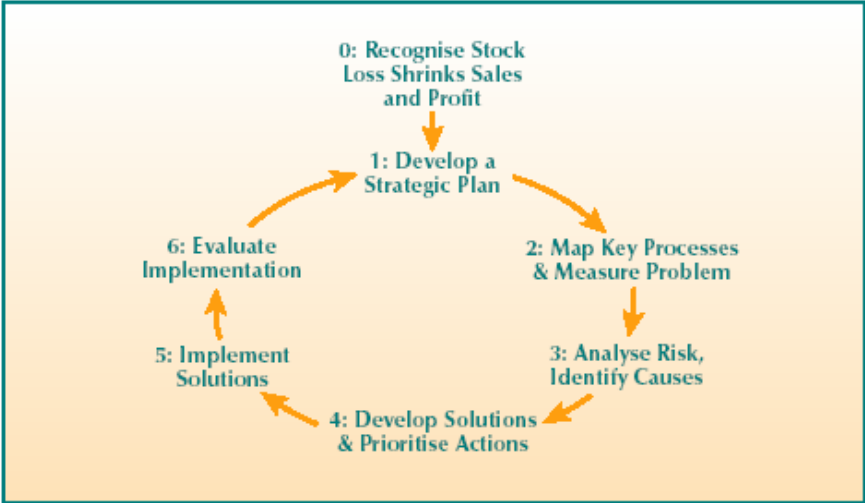 0: Recognise Stock
Loss Shrinks Sales
and Profit
1: Develop a
Strategic Plan
2: Map Key Processes
& Measure Problem
3: Analyse Risk,
Identify Causes
4: Develop Solutions
& Prioritise Actions
5: Implement
Solutions
6: Evaluate
Implementation